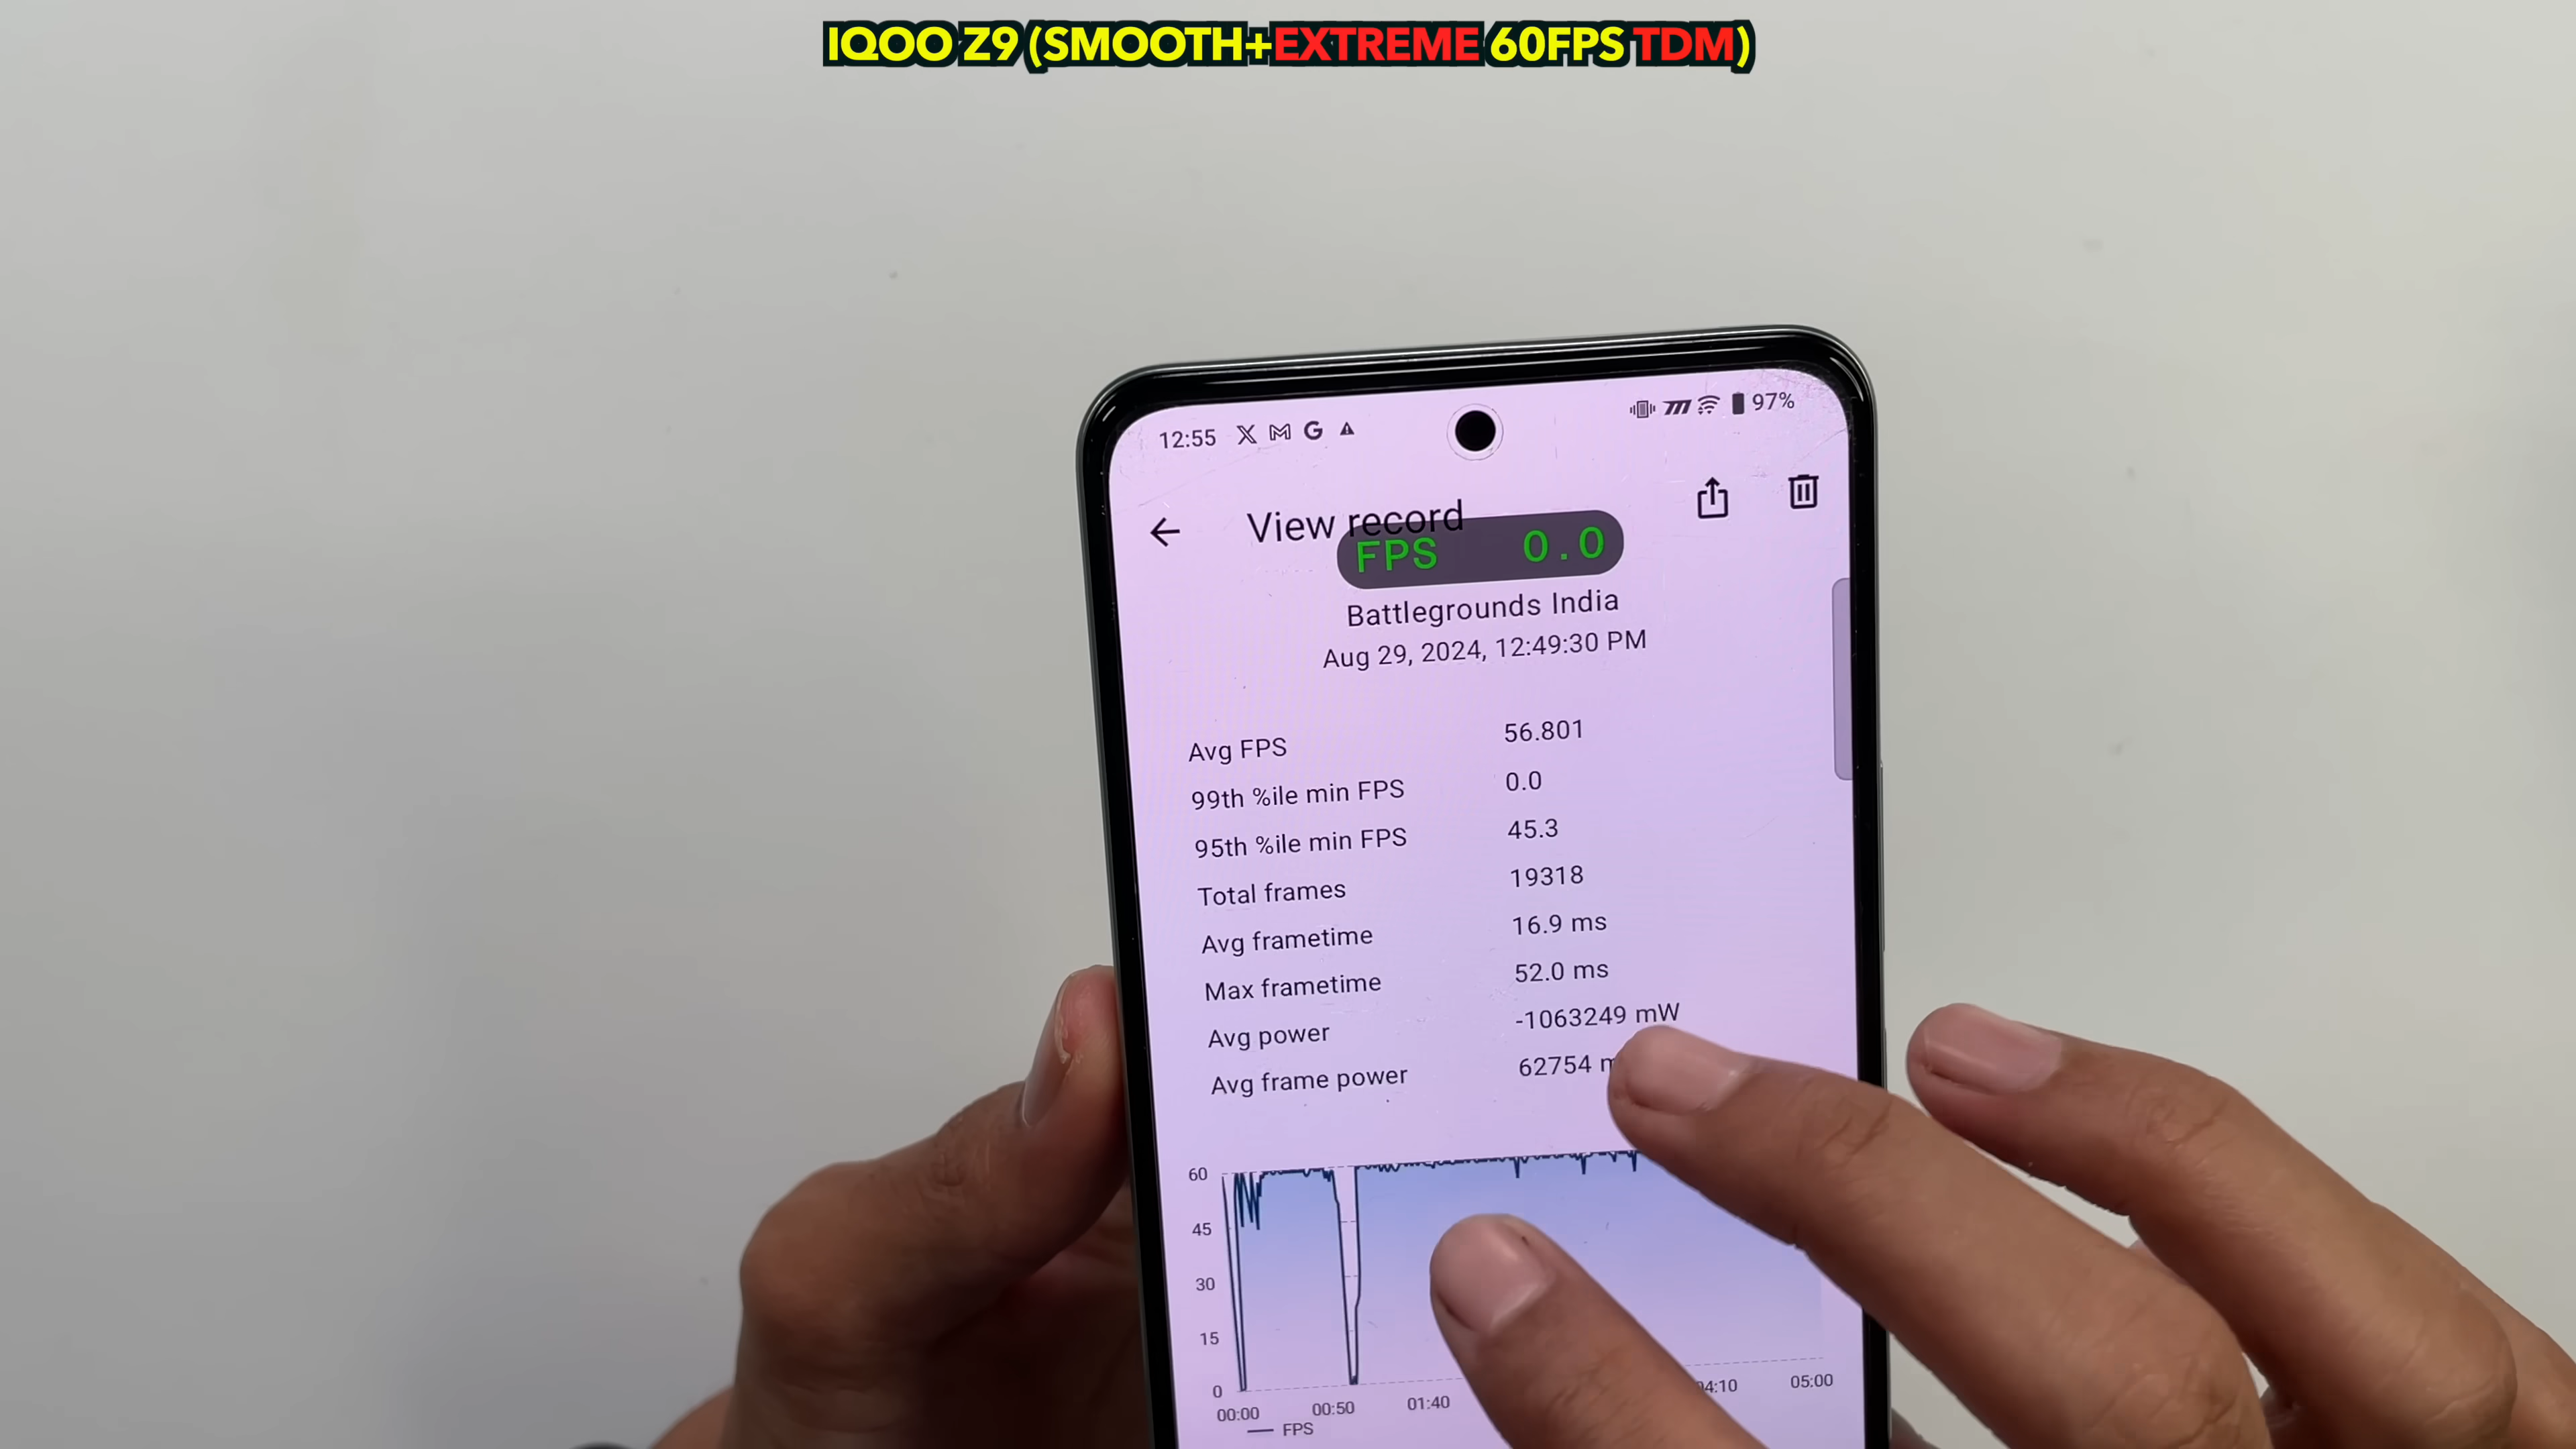 IQOO Z9 (SMOOTH+EXTREME 60FPS TDM)
12:55 97%
View record
FPS 0.0
Battlegrounds India
Aug 29, 2024, 12:49:30 PM
Avg FPS 56.801
99th %ile min FPS 0.0
95th %ile min FPS 45.3
Total frames 19318
Avg frametime 16.9 ms
Max frametime 52.0 ms
Avg power -1063249 mW
Avg frame power 62754
60
45
30
15
0
00:00 00:50 01:40 04:10 05:00
FPS